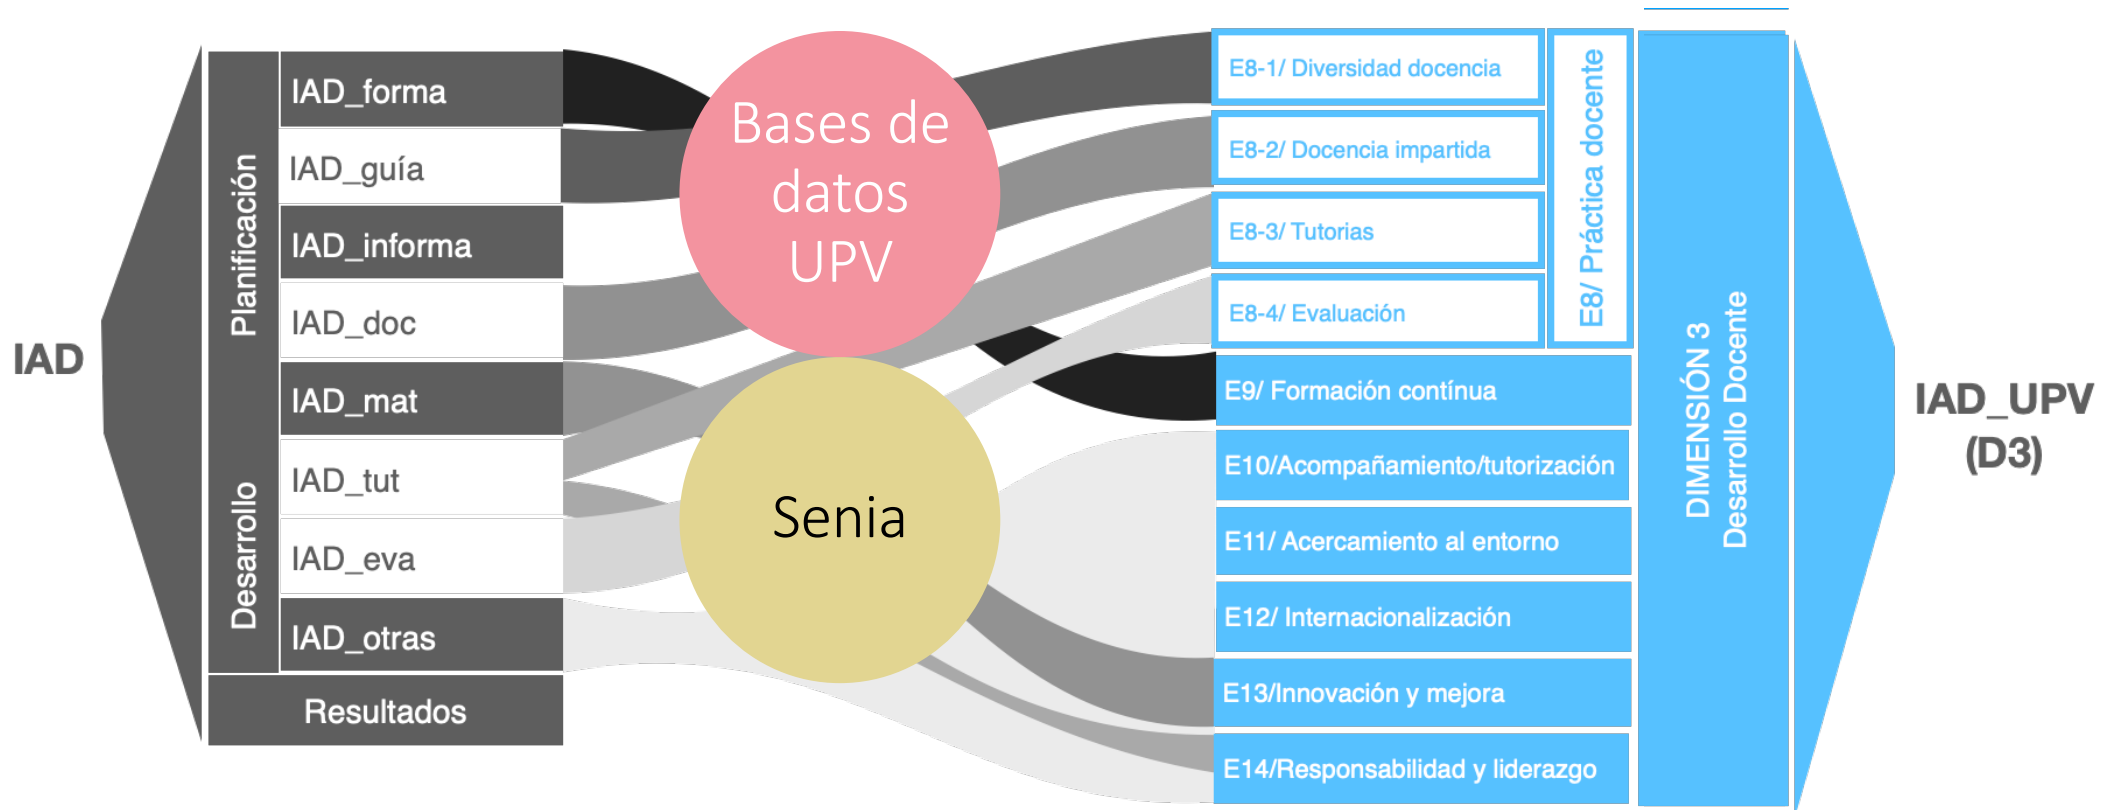 IAD
Planificación
Desarrollo
IAD_forma
IAD_guía
IAD_informa
IAD_doc
IAD_mat
IAD_tut
IAD_eva
IAD_otras
Resultados
Bases de
datos
UPV
Senia
E8-1/ Diversidad docencia
E8-2/ Docencia impartida
E8-3/ Tutorias
E8-4/ Evaluación
E8/ Práctica docente
E9/ Formación contínua
E10/Acompañamiento/tutorización
E11/ Acercamiento al entorno
E12/ Internacionalización
E13/Innovación y mejora
E14/Responsabilidad y liderazgo
DIMENSIÓN 3
Desarrollo Docente
IAD_UPV
(D3)